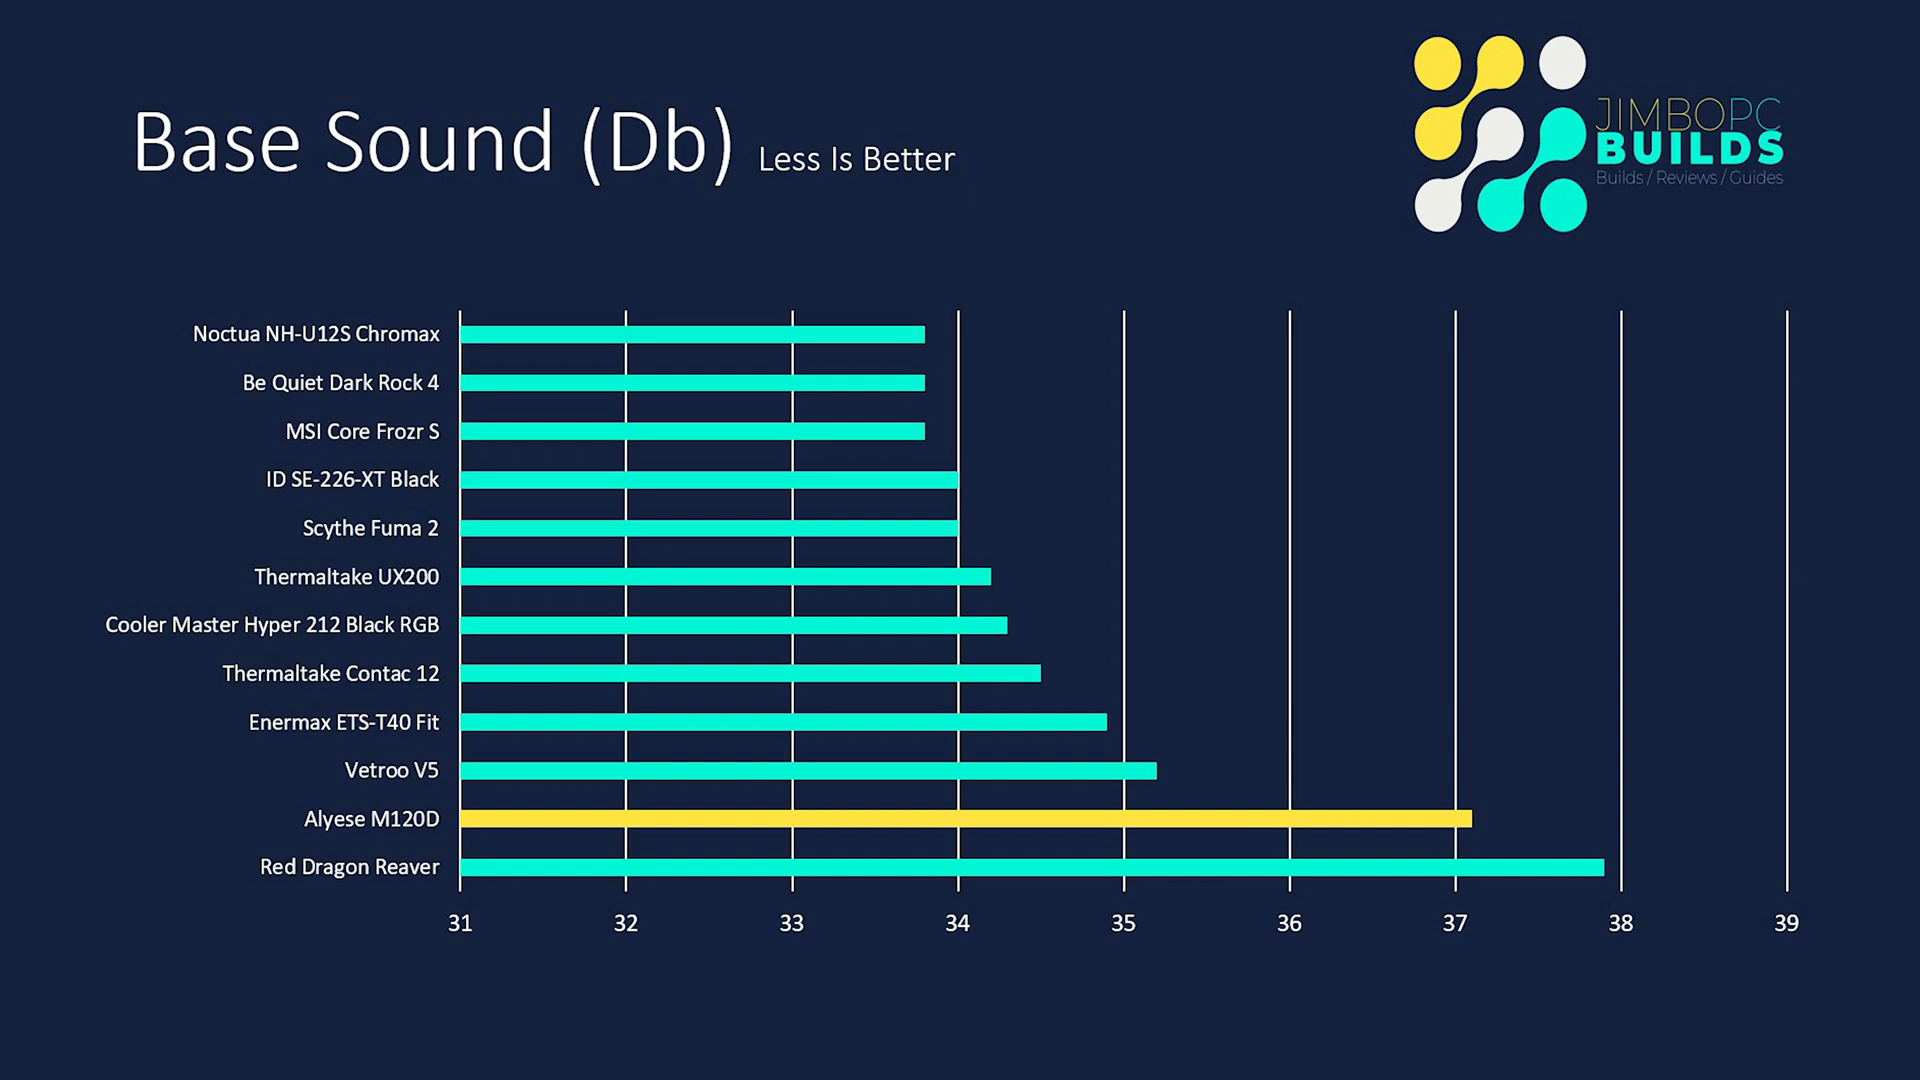 Base Sound (Db) Less Is Better
JIMBOPC
BUILDS
Builds / Reviews / Guides
Noctua NH-U12S Chromax
Be Quiet Dark Rock 4
MSI Core Frozr S
ID SE-226-XT Black
Scythe Fuma 2
Thermaltake UX200
Cooler Master Hyper 212 Black RGB
Thermaltake Contac 12
Enermax ETS-T40 Fit
Vetroo V5
Alyese M120D
Red Dragon Reaver
31 32 33 34 35 36 37 38 39